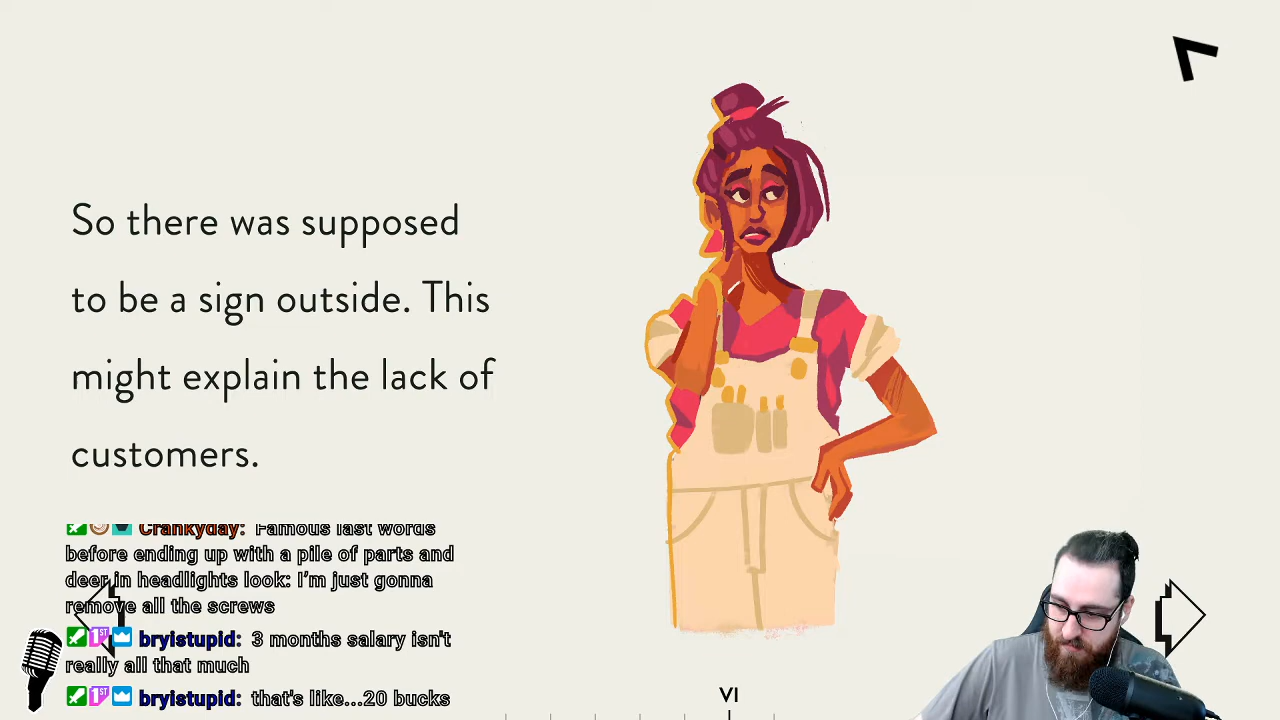 So there was supposed
to be a sign outside. This
might explain the lack of
customers.
Crankyday: Famous last words
before ending up with a pile of parts and
deer in headlights look: I'm just gonna
remove all the screws
1ST bryistupid: 3 months salary isn't
really all that much
1ST bryistupid: that's like...20 bucks
VI